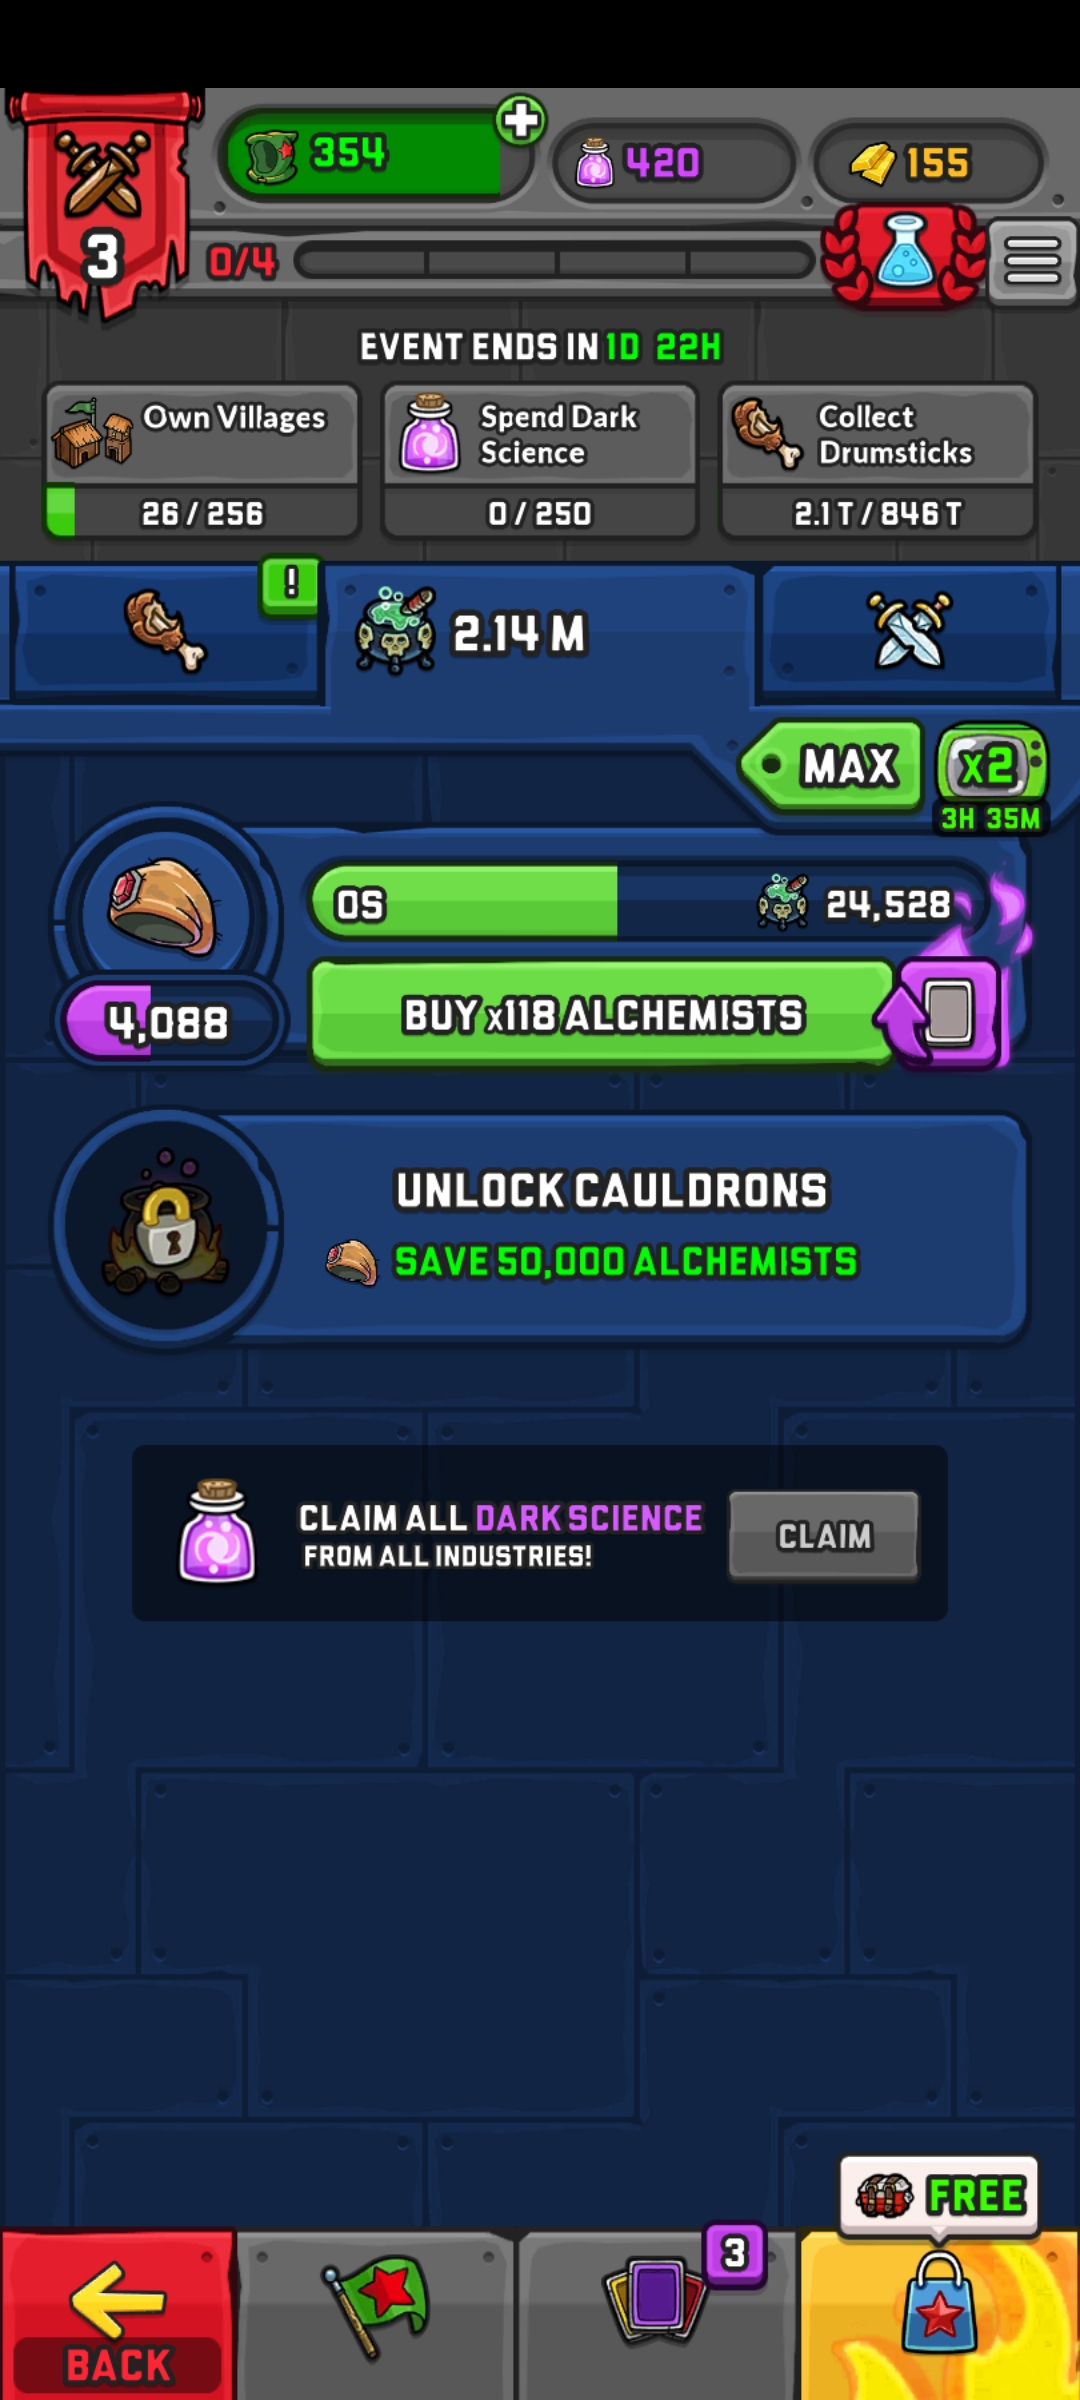 354
420
155
3
0/4
EVENT ENDS IN 1D 22H
Own Villages
26 / 256
Spend Dark
Science
0 / 250
Collect
Drumsticks
2.1 T / 846 T
!
2.14 M
MAX
x2
3H 35M
0S
24,528
4,088
BUY x118 ALCHEMISTS
UNLOCK CAULDRONS
SAVE 50,000 ALCHEMISTS
CLAIM ALL DARK SCIENCE
FROM ALL INDUSTRIES!
CLAIM
FREE
3
BACK